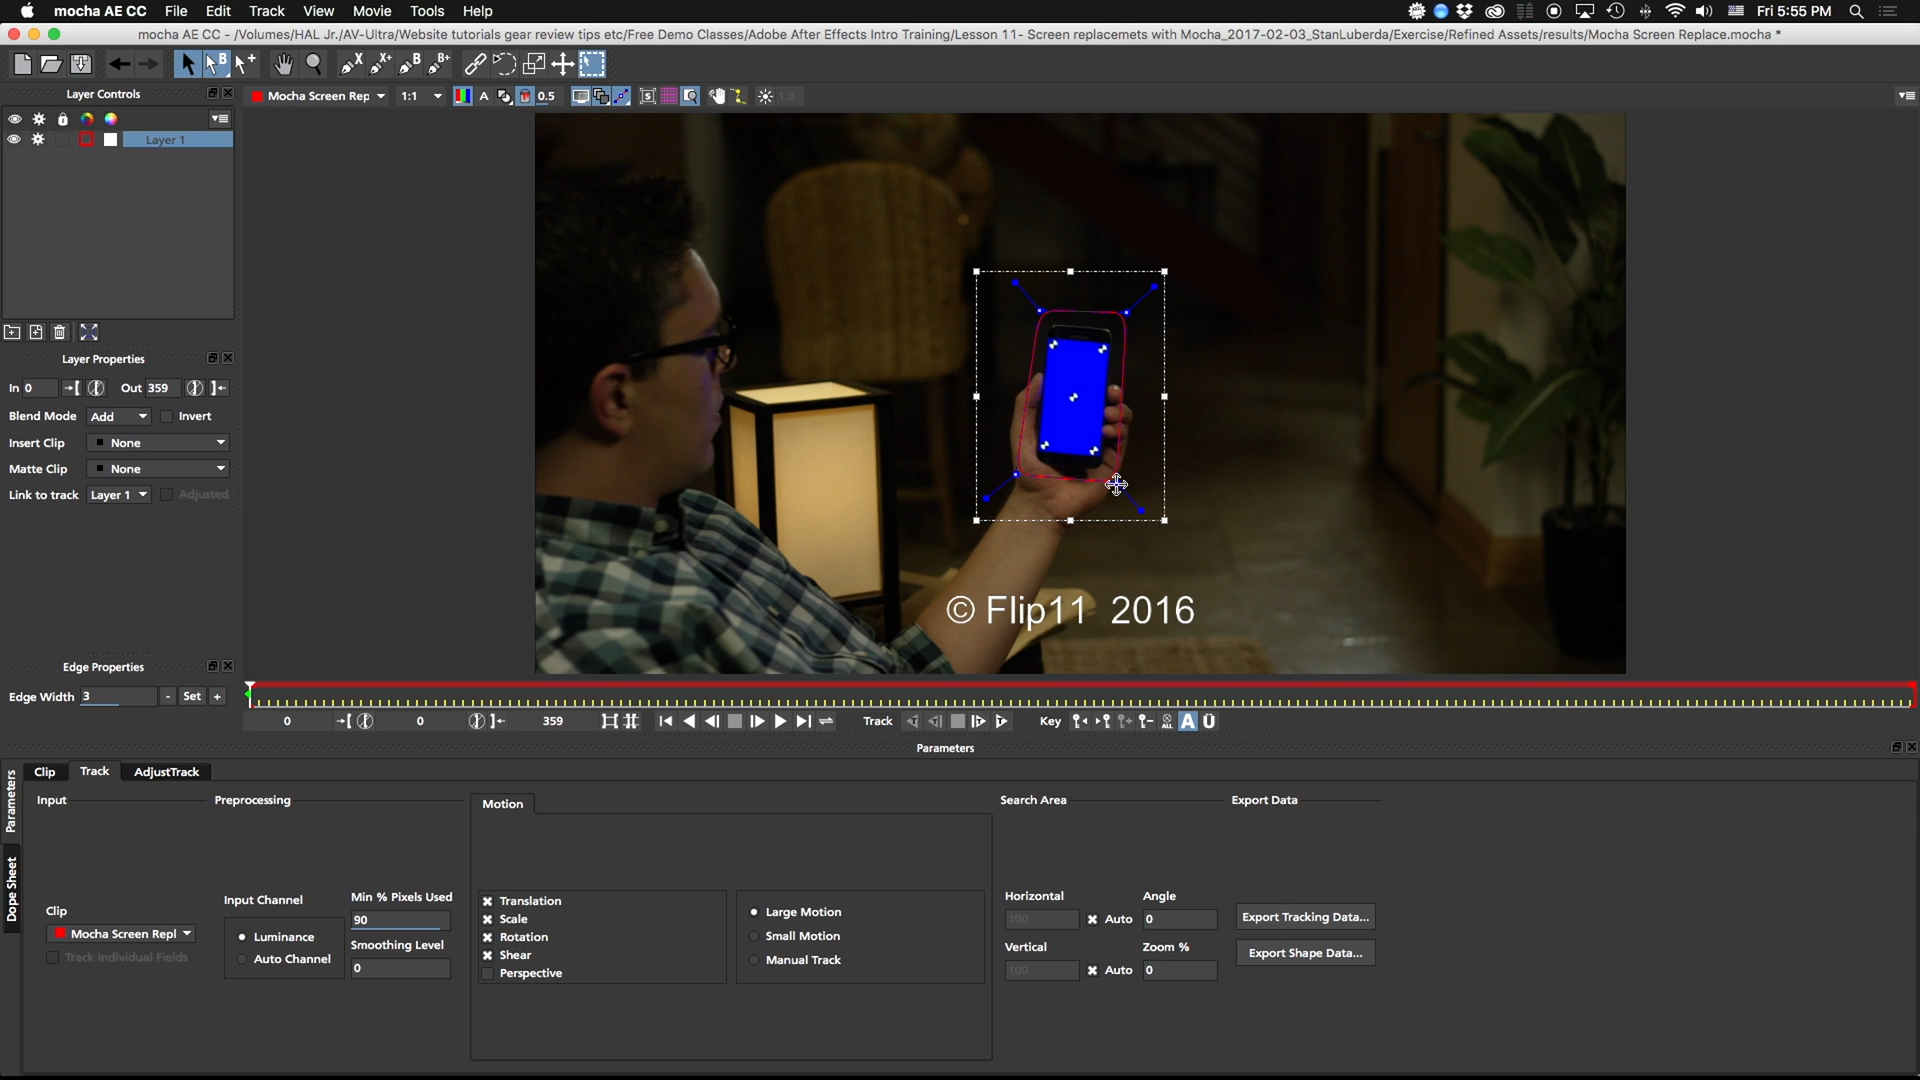 mocha AE CC File Edit Track View Movie Tools Help Fri 5:55 PM
mocha AE CC - /Volumes/HAL Jr./AV-Ultra/Website tutorials gear review tips etc/Free Demo Classes/Adobe After Effects Intro Training/Lesson 11- Screen replacemets with Mocha_2017-02-03_StanLuberda/Exercise/Refined Assets/results/Mocha Screen Replace.mocha *
Layer Controls
Mocha Screen Rep 1:1 A 0.5 1.0
Layer 1
Layer Properties
In 0 Out 359
Blend Mode Add Invert
Insert Clip None
Matte Clip None
Link to track Layer 1 Adjusted
© Flip11 2016
Edge Properties
Edge Width 3 - Set +
0 0 359 Track Key A Ü
Parameters
Parameters
Dope Sheet
Clip Track AdjustTrack
Input Preprocessing Motion Search Area Export Data
Clip
Mocha Screen Repl
Track Individual Fields
Input Channel
Luminance
Auto Channel
Min % Pixels Used
90
Smoothing Level
0
Translation
Scale
Rotation
Shear
Perspective
Large Motion
Small Motion
Manual Track
Horizontal Angle
100 Auto 0
Vertical Zoom %
100 Auto 0
Export Tracking Data...
Export Shape Data...